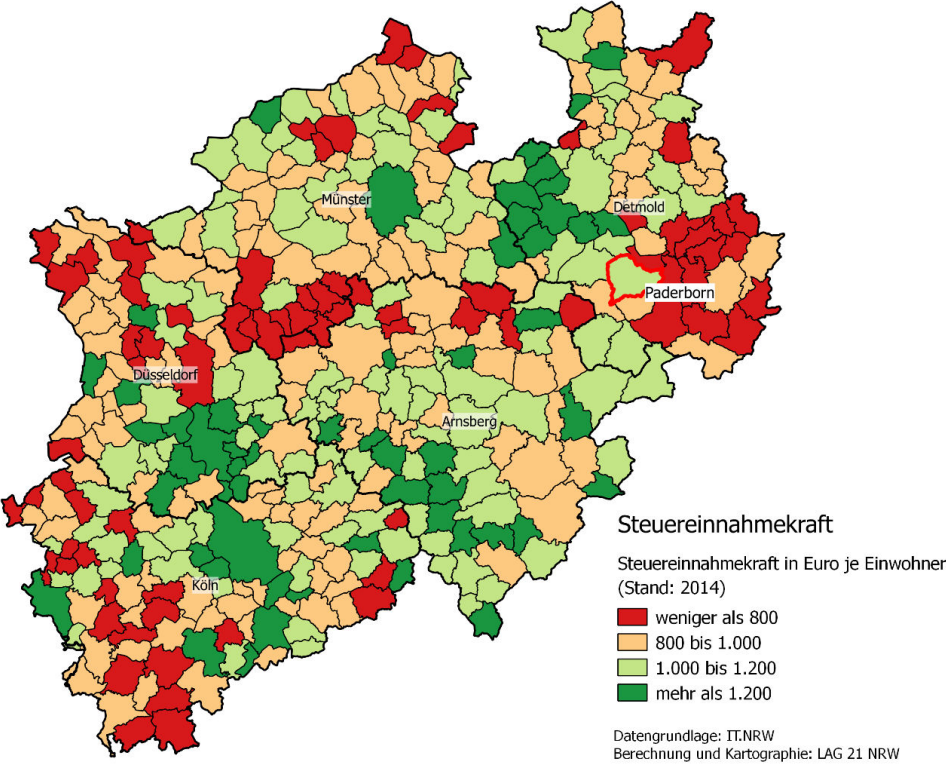 Münster
Detmold
Paderborn
Düsseldorf
Arnsberg
Köln
Steuereinnahmekraft
Steuereinnahmekraft in Euro je Einwohner
(Stand: 2014)
weniger als 800
800 bis 1.000
1.000 bis 1.200
mehr als 1.200
Datengrundlage: IT.NRW
Berechnung und Kartographie: LAG 21 NRW